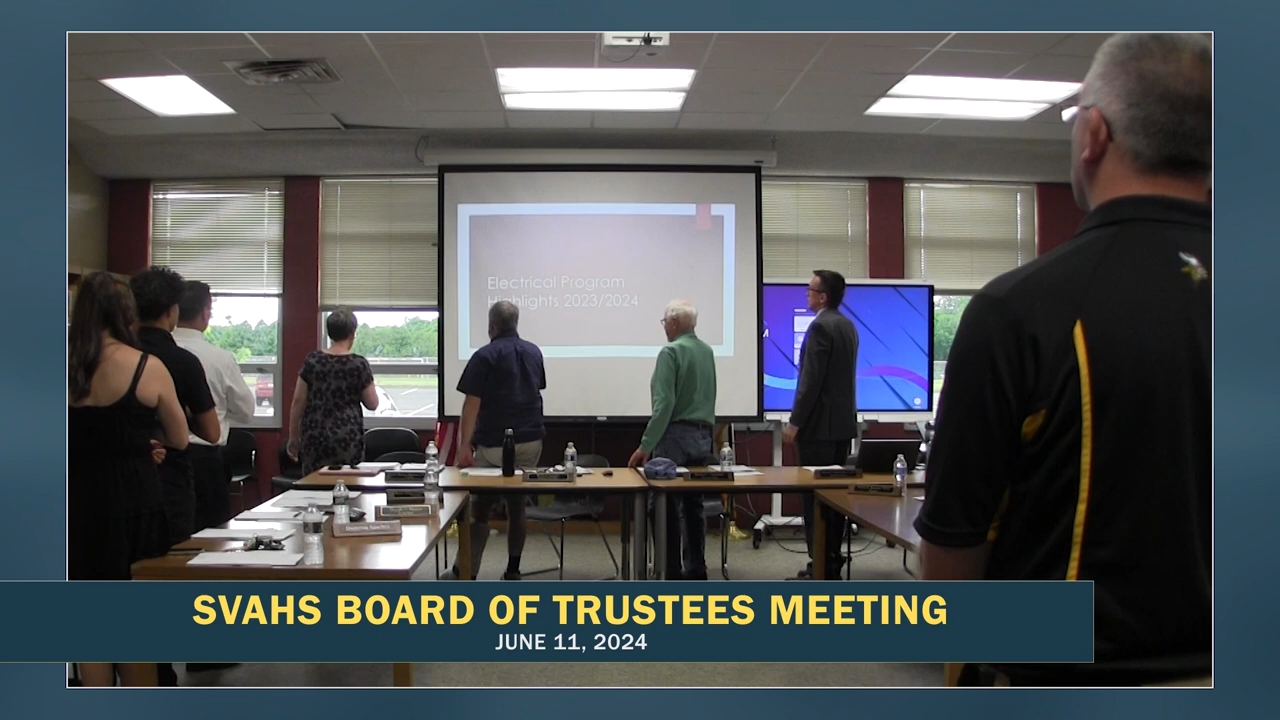 Electrical Program
Highlights 2023/2024
SVAHS BOARD OF TRUSTEES MEETING
JUNE 11, 2024